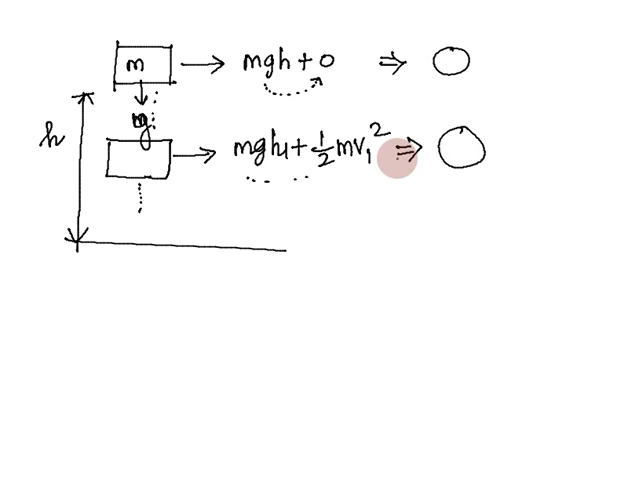 m → mgh + 0 ⇒
mg
h
mgh₁ + ½mv₁² ⇒